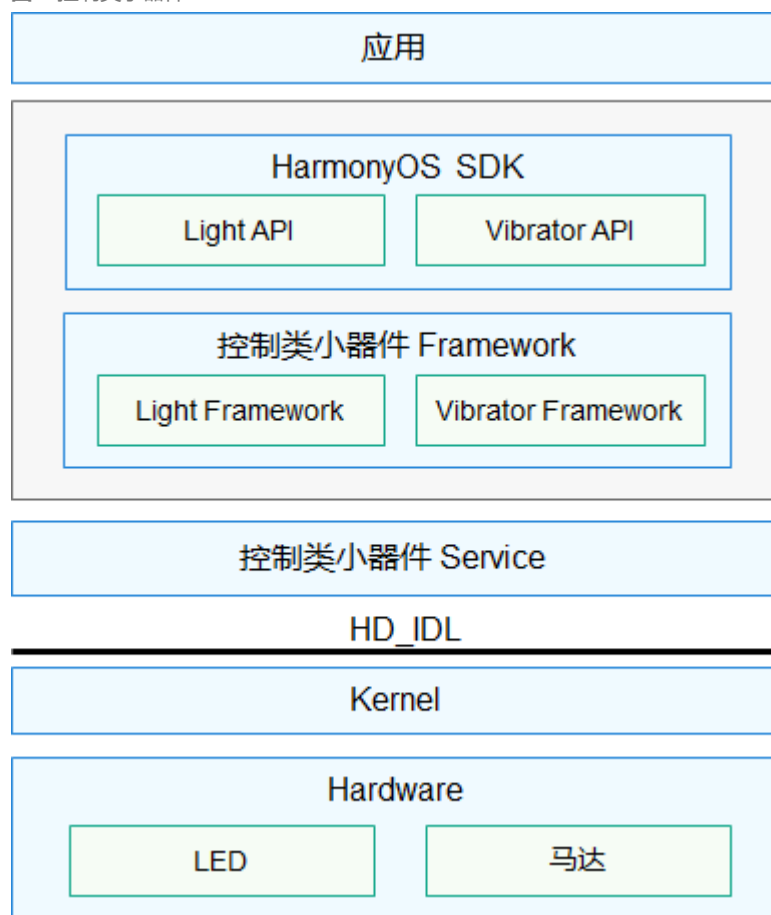 应用
HarmonyOS SDK
Light API
Vibrator API
控制类小器件 Framework
Light Framework
Vibrator Framework
控制类小器件 Service
HD_IDL
Kernel
Hardware
LED
马达